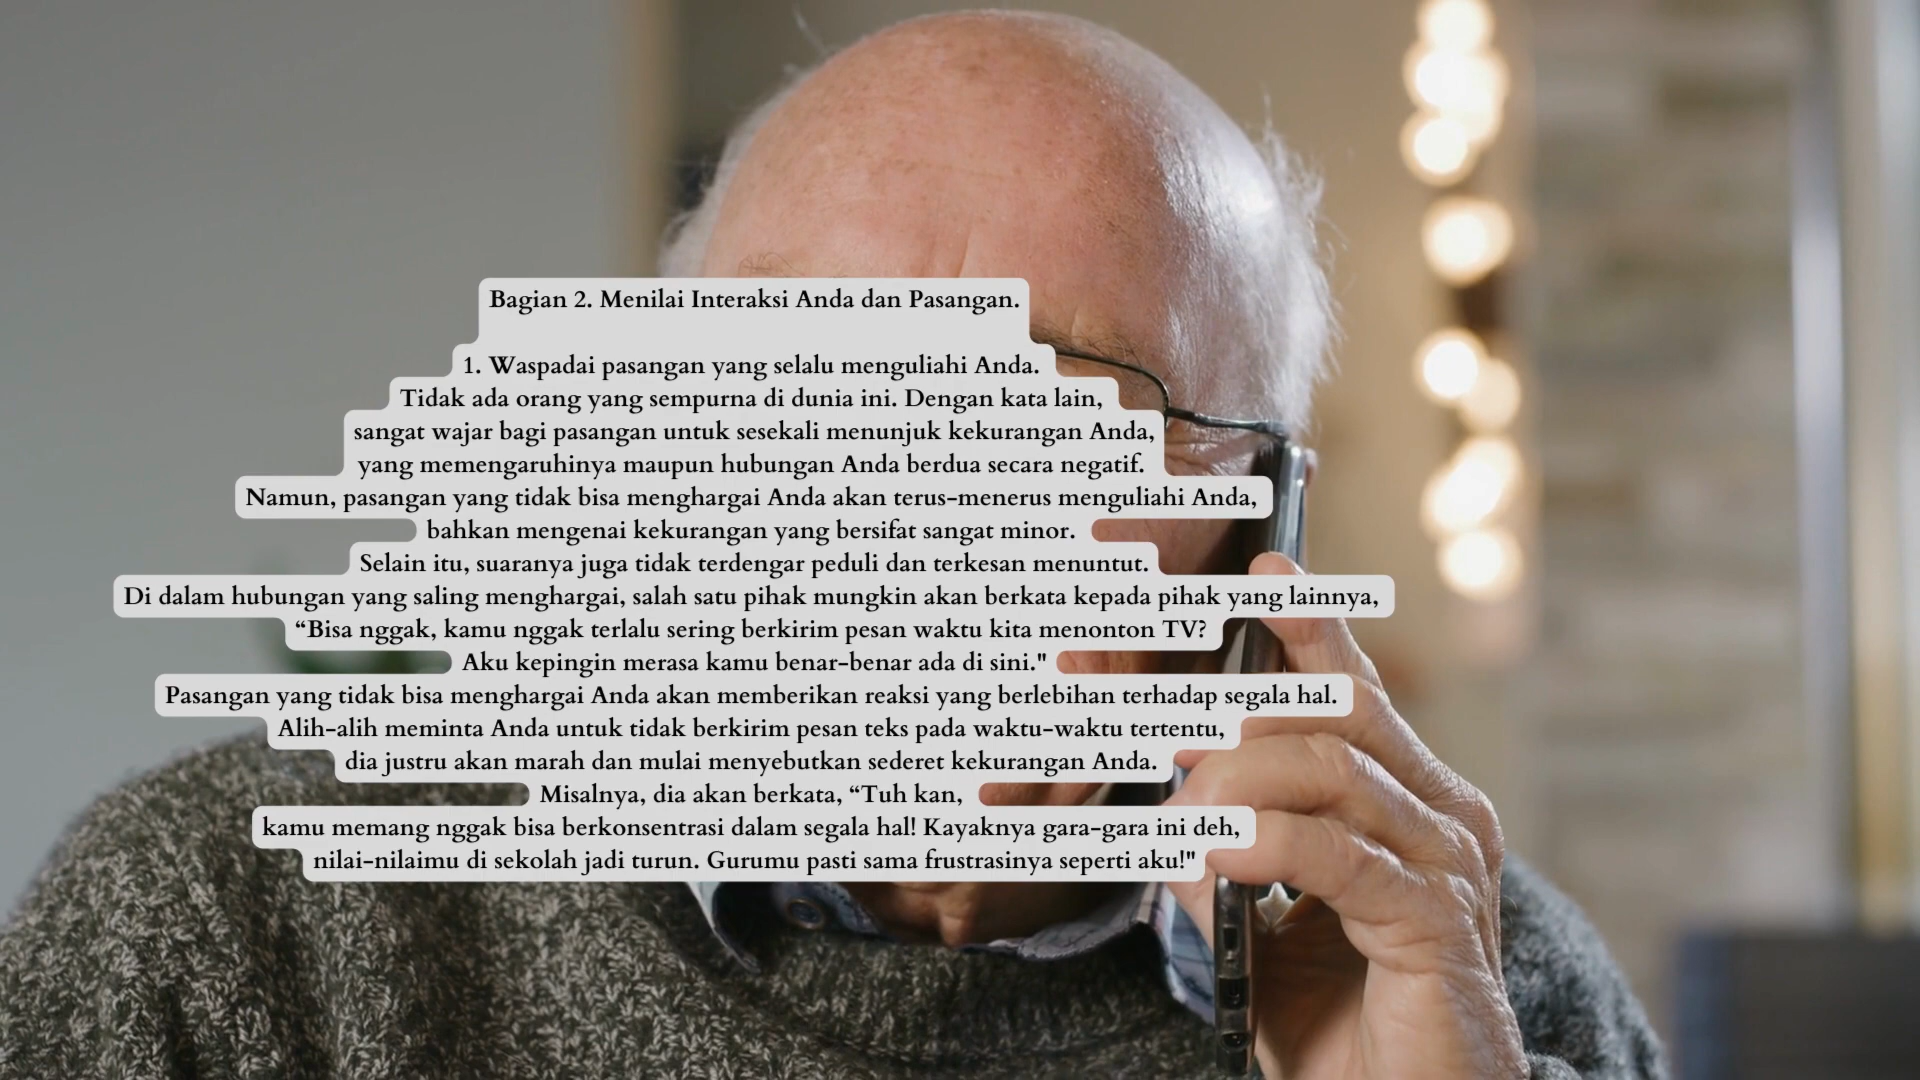 Bagian 2. Menilai Interaksi Anda dan Pasangan.
1. Waspadai pasangan yang selalu menguliahi Anda.
Tidak ada orang yang sempurna di dunia ini. Dengan kata lain,
sangat wajar bagi pasangan untuk sesekali menunjuk kekurangan Anda,
yang memengaruhinya maupun hubungan Anda berdua secara negatif.
Namun, pasangan yang tidak bisa menghargai Anda akan terus-menerus menguliahi Anda,
bahkan mengenai kekurangan yang bersifat sangat minor.
Selain itu, suaranya juga tidak terdengar peduli dan terkesan menuntut.
Di dalam hubungan yang saling menghargai, salah satu pihak mungkin akan berkata kepada pihak yang lainnya,
“Bisa nggak, kamu nggak terlalu sering berkirim pesan waktu kita menonton TV?
Aku kepingin merasa kamu benar-benar ada di sini."
Pasangan yang tidak bisa menghargai Anda akan memberikan reaksi yang berlebihan terhadap segala hal.
Alih-alih meminta Anda untuk tidak berkirim pesan teks pada waktu-waktu tertentu,
dia justru akan marah dan mulai menyebutkan sederet kekurangan Anda.
Misalnya, dia akan berkata, “Tuh kan,
kamu memang nggak bisa berkonsentrasi dalam segala hal! Kayaknya gara-gara ini deh,
nilai-nilaimu di sekolah jadi turun. Gurumu pasti sama frustrasinya seperti aku!"